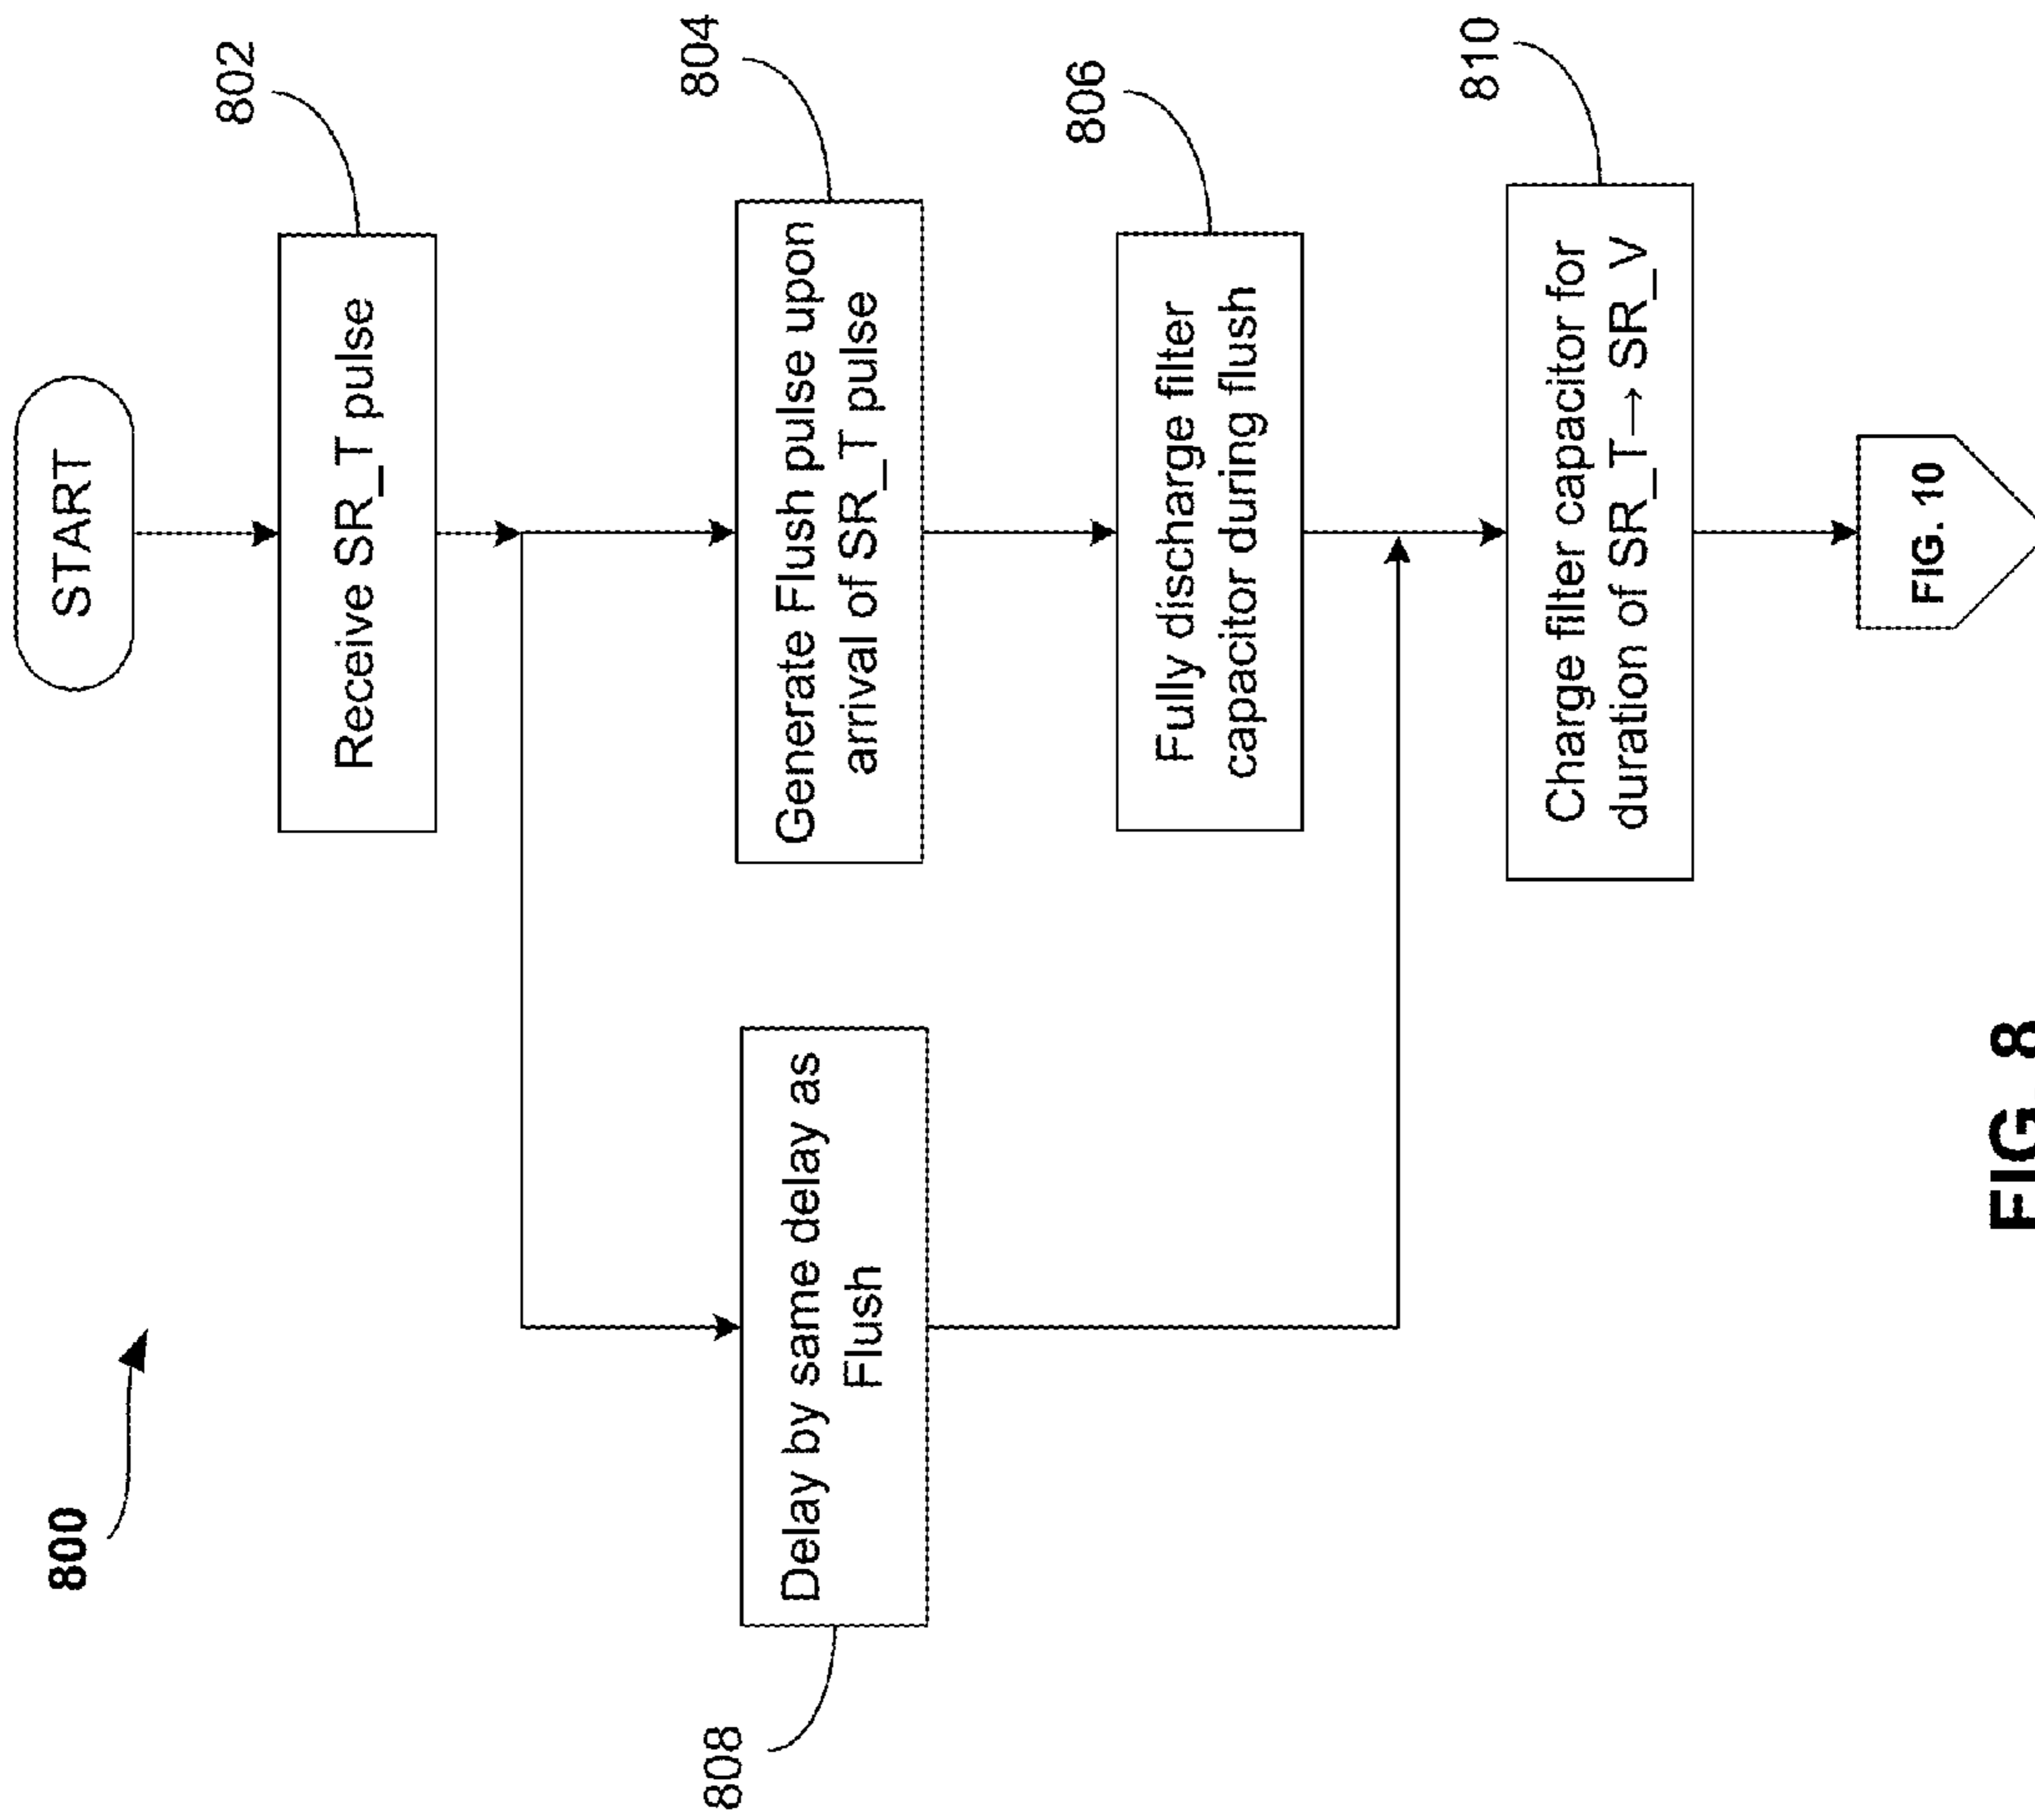 800
START
802
Receive SR_T pulse
804
Generate Flush pulse upon
arrival of SR_T pulse
808
Delay by same delay as
Flush
806
Fully discharge filter
capacitor during flush
810
Charge filter capacitor for
duration of SR_T→SR_V
FIG. 10
FIG. 8